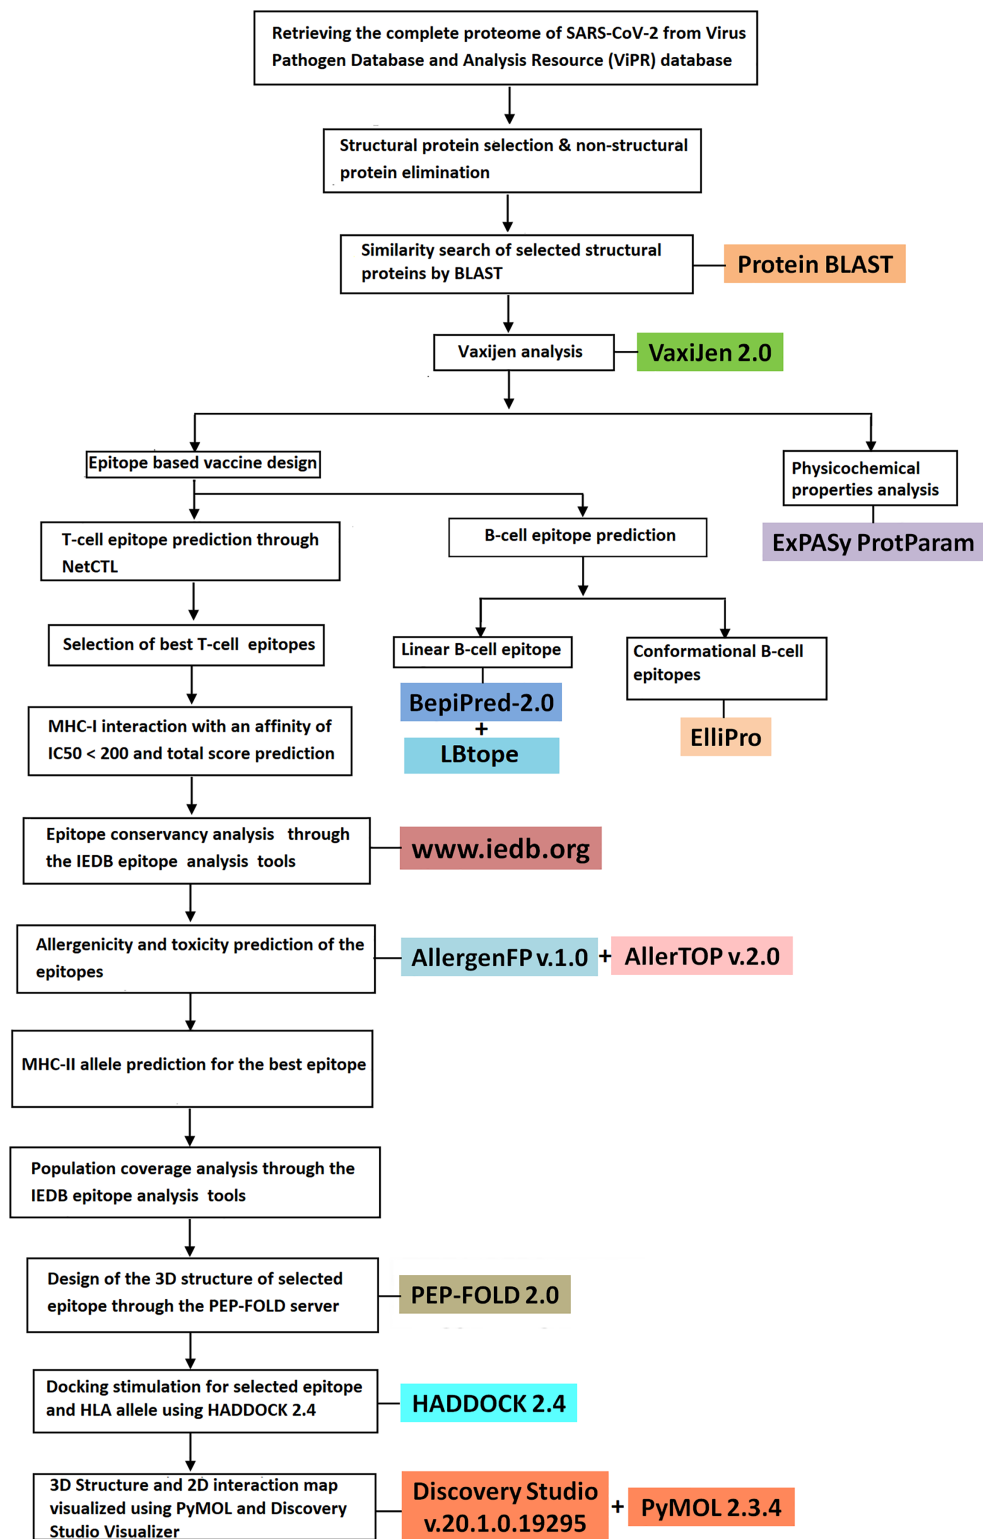 Retrieving the complete proteome of SARS-CoV-2 from Virus
Pathogen Database and Analysis Resource (ViPR) database
Structural protein selection & non-structural
protein elimination
Similarity search of selected structural
proteins by BLAST
Protein BLAST
Vaxijen analysis
VaxiJen 2.0
Epitope based vaccine design
Physicochemical
properties analysis
ExPASy ProtParam
T-cell epitope prediction through
NetCTL
B-cell epitope prediction
Selection of best T-cell epitopes
Linear B-cell epitope
Conformational B-cell
epitopes
BepiPred-2.0
+
LBtope
ElliPro
MHC-I interaction with an affinity of
IC50 < 200 and total score prediction
Epitope conservancy analysis through
the IEDB epitope analysis tools
www.iedb.org
Allergenicity and toxicity prediction of the
epitopes
AllergenFP v.1.0 + AllerTOP v.2.0
MHC-II allele prediction for the best epitope
Population coverage analysis through the
IEDB epitope analysis tools
Design of the 3D structure of selected
epitope through the PEP-FOLD server
PEP-FOLD 2.0
Docking stimulation for selected epitope
and HLA allele using HADDOCK 2.4
HADDOCK 2.4
3D Structure and 2D interaction map
visualized using PyMOL and Discovery
Studio Visualizer
Discovery Studio
v.20.1.0.19295
+ PyMOL 2.3.4